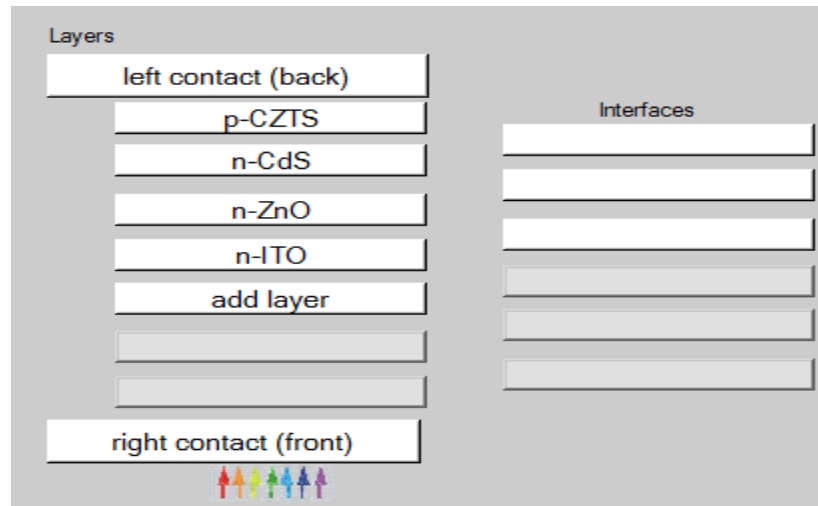 Layers
left contact (back)
Interfaces
p-CZTS
n-CdS
n-ZnO
n-ITO
add layer
right contact (front)